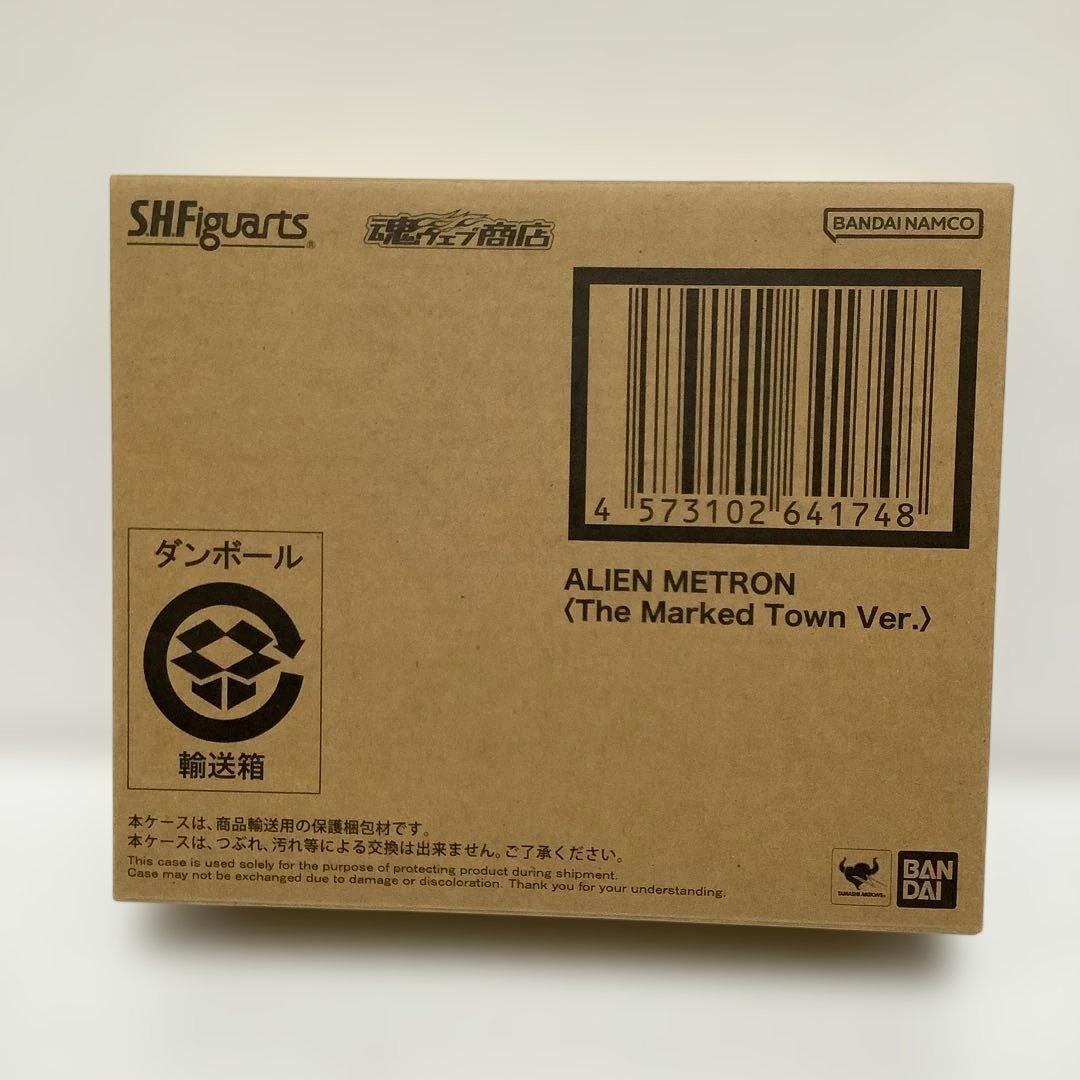 S.H.Figuarts®
魂ウェブ商店
BANDAI NAMCO
4 573102 641748
ALIEN METRON
〈The Marked Town Ver.〉
ダンボール
輸送箱
本ケースは、商品輸送用の保護梱包材です。
本ケースは、つぶれ、汚れ等による交換は出来ません。ご了承ください。
This case is used solely for the purpose of protecting product during shipment.
Case may not be exchanged due to damage or discoloration. Thank you for your understanding.
TAMASHII NATIONS
BAN
DAI